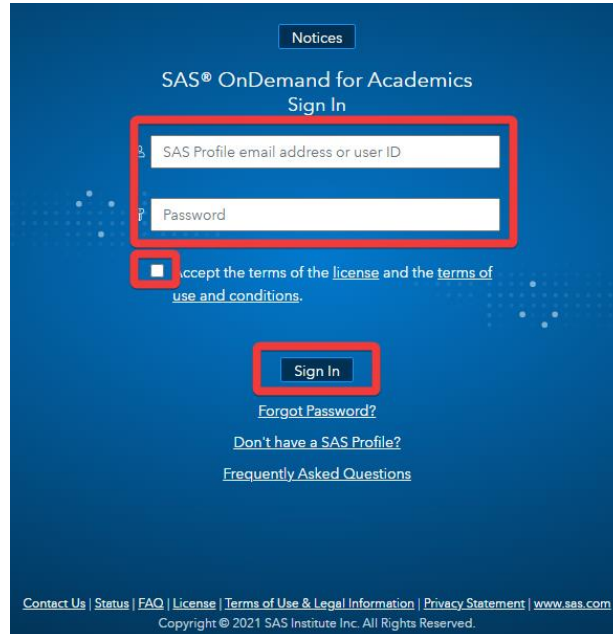 Notices
SAS® OnDemand for Academics
Sign In
SAS Profile email address or user ID
Password
Accept the terms of the license and the terms of
use and conditions.
Sign In
Forgot Password?
Don't have a SAS Profile?
Frequently Asked Questions
Contact Us | Status | FAQ | License | Terms of Use & Legal Information | Privacy Statement | www.sas.com
Copyright © 2021 SAS Institute Inc. All Rights Reserved.